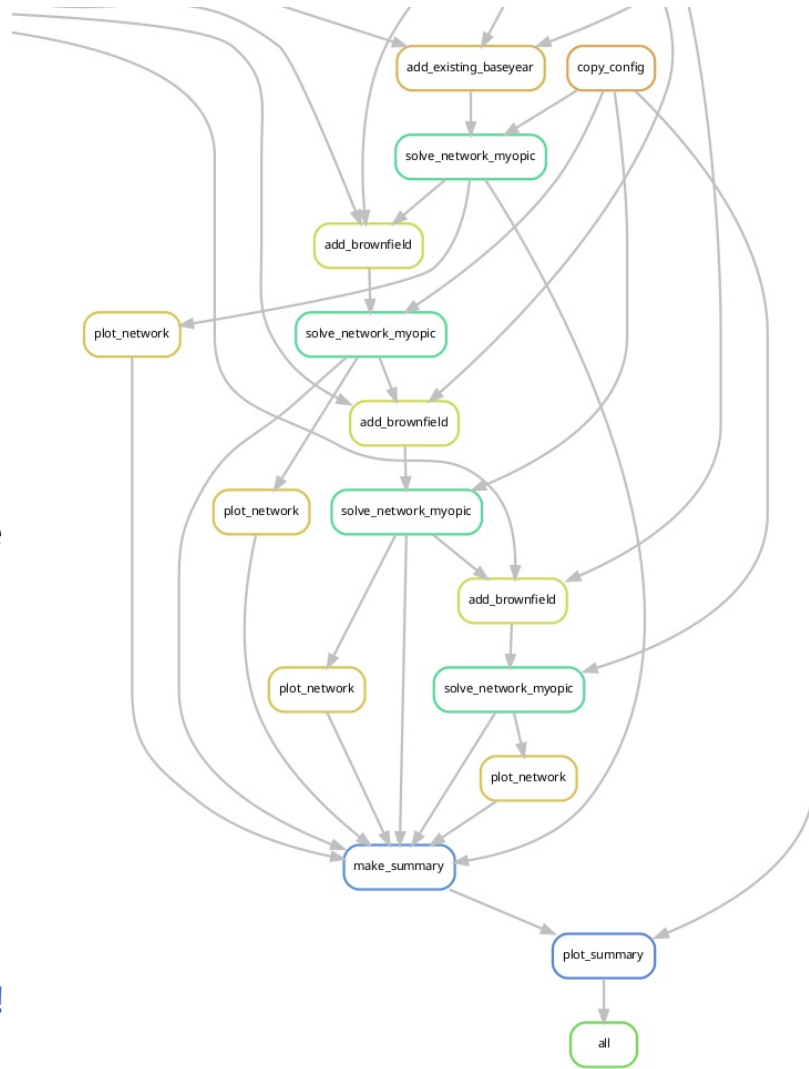 add_existing_baseyear
copy_config
solve_network_myopic
add_brownfield
plot_network
solve_network_myopic
add_brownfield
plot_network
solve_network_myopic
add_brownfield
plot_network
solve_network_myopic
plot_network
make_summary
plot_summary
all